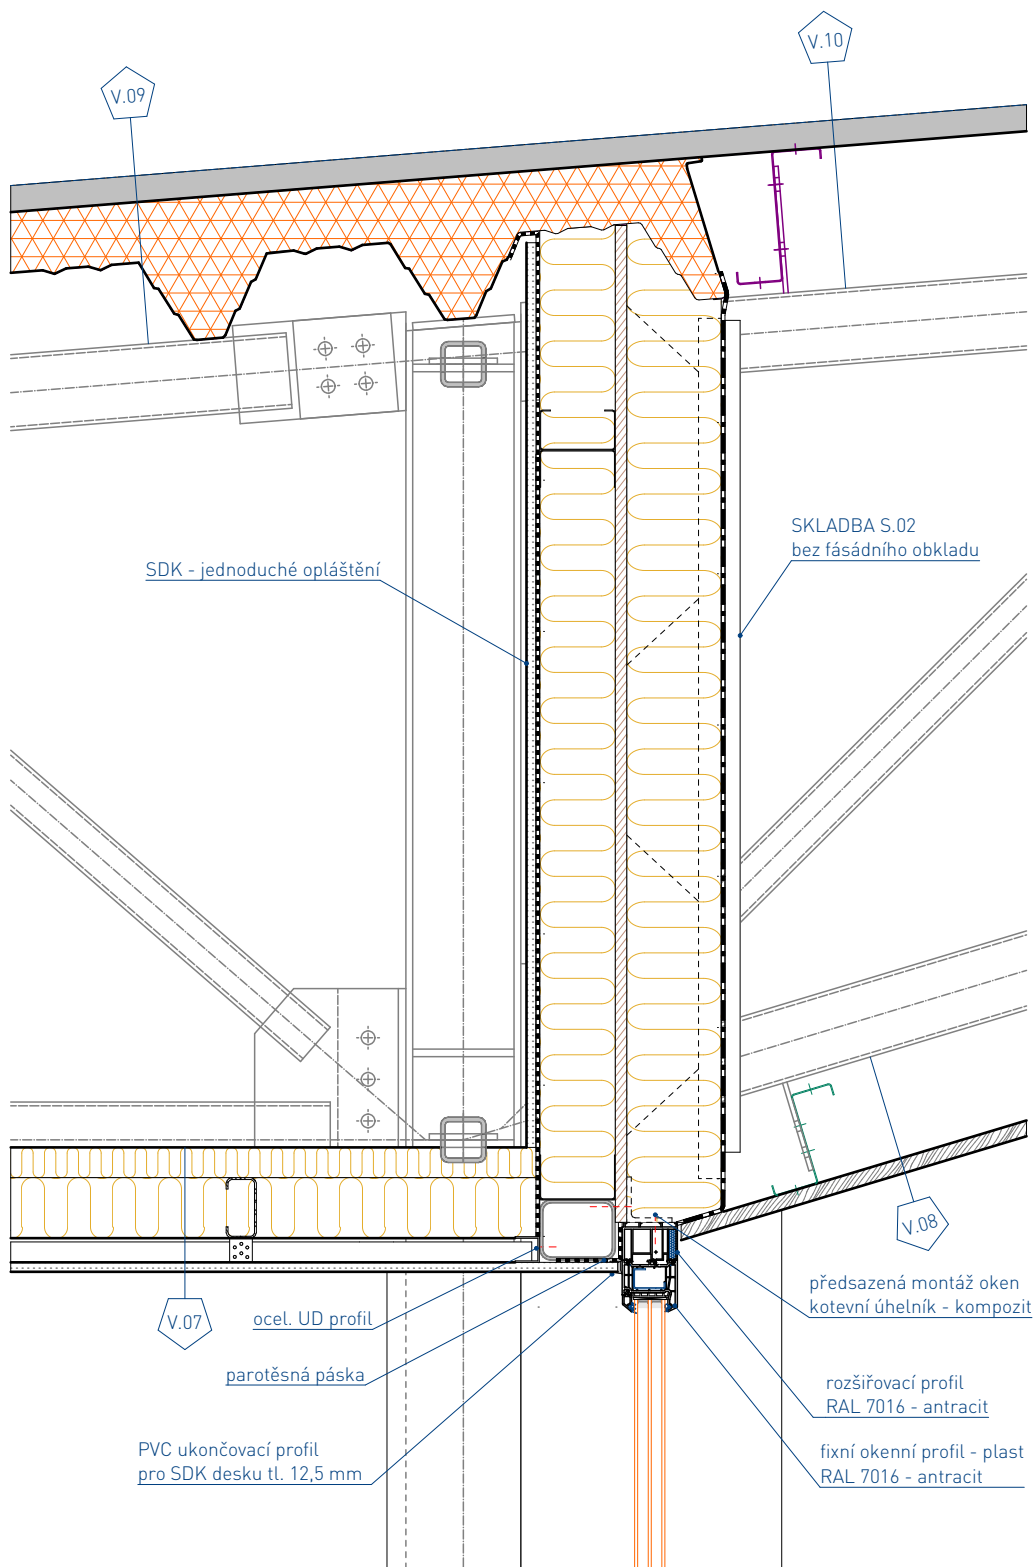 V.10
V.09
SKLADBA S.02
bez fásádního obkladu
SDK - jednoduché opláštění
V.08
předsazená montáž oken
kotevní úhelník - kompozit
V.07
ocel. UD profil
parotěsná páska
rozšiřovací profil
RAL 7016 - antracit
PVC ukončovací profil
pro SDK desku tl. 12,5 mm
fixní okenní profil - plast
RAL 7016 - antracit